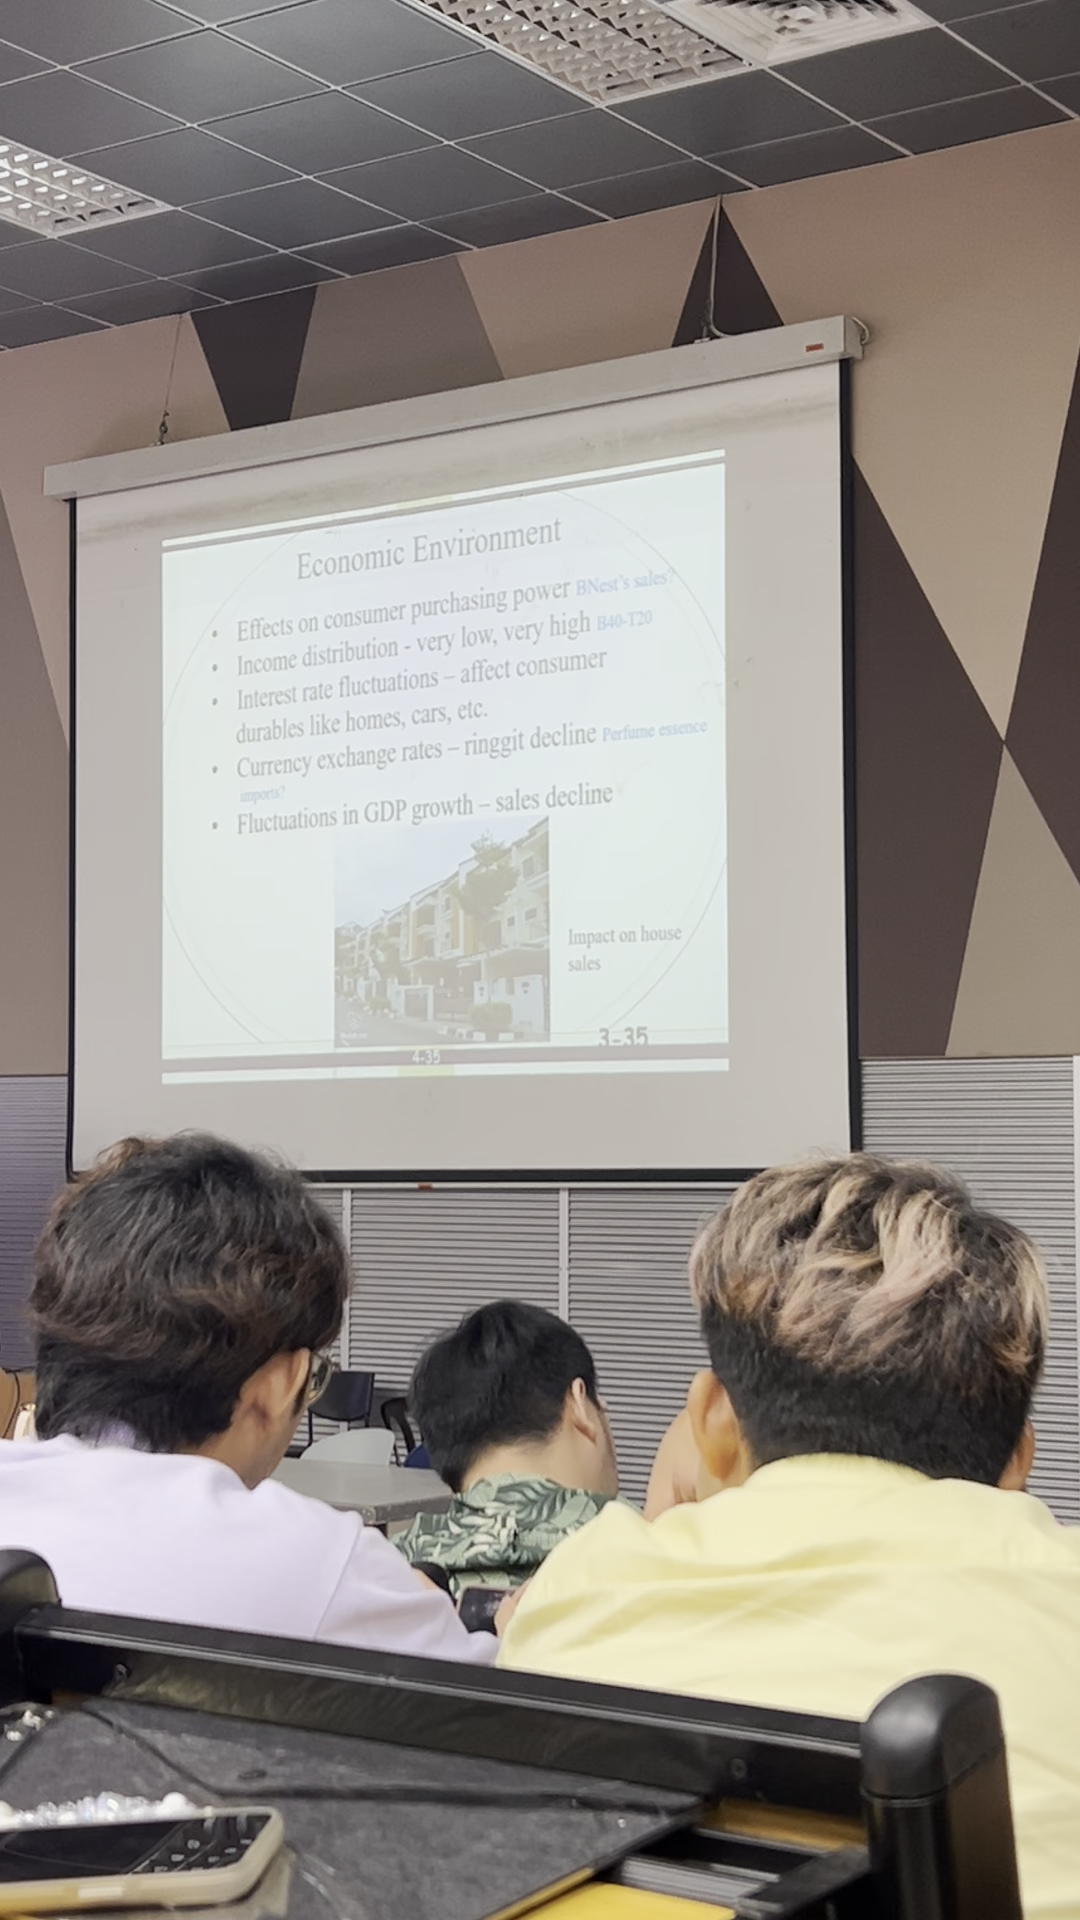 Economic Environment
• Effects on consumer purchasing power BNest's sales?
• Income distribution - very low, very high B40-T20
• Interest rate fluctuations – affect consumer
durables like homes, cars, etc.
• Currency exchange rates – ringgit decline Perfume essence
imports?
• Fluctuations in GDP growth – sales decline
Impact on house
sales
3-35
4-35